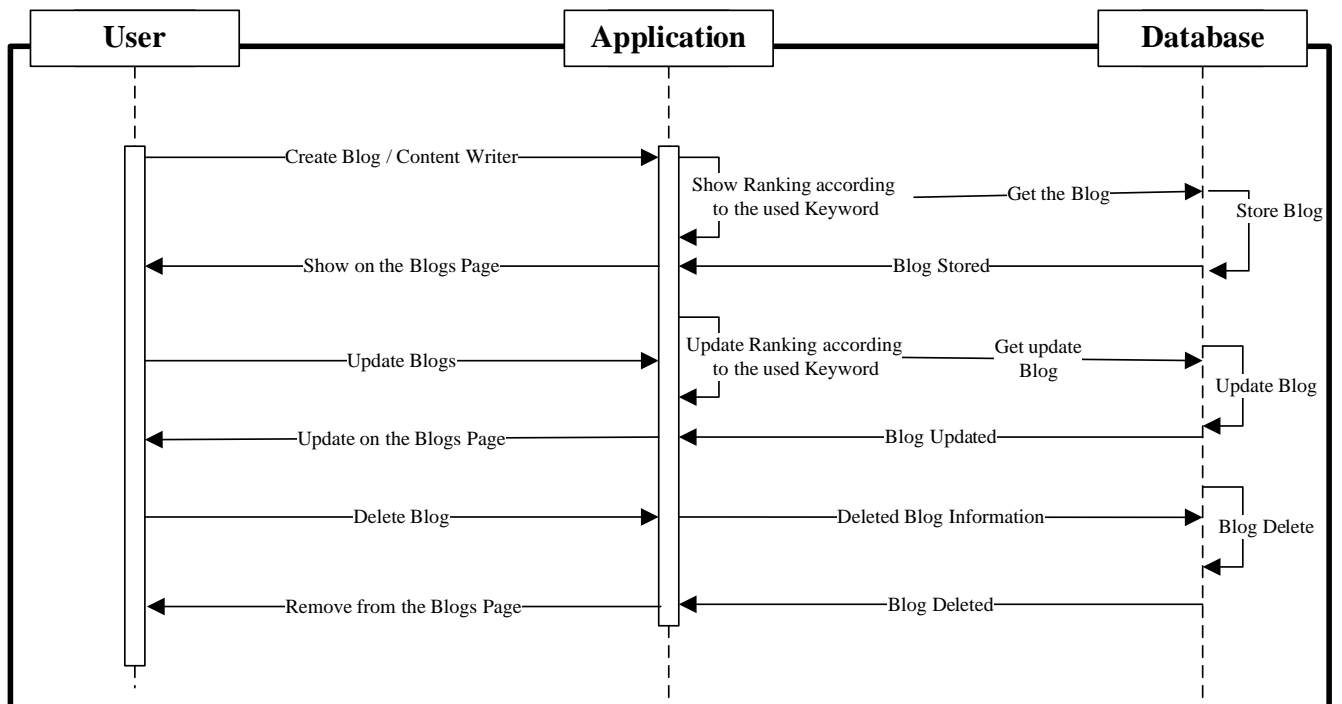 User
Application
Database
Create Blog / Content Writer
Show Ranking according
to the used Keyword
Get the Blog
Store Blog
Show on the Blogs Page
Blog Stored
Update Blogs
Update Ranking according
to the used Keyword
Get update
Blog
Update Blog
Update on the Blogs Page
Blog Updated
Delete Blog
Deleted Blog Information
Blog Delete
Remove from the Blogs Page
Blog Deleted